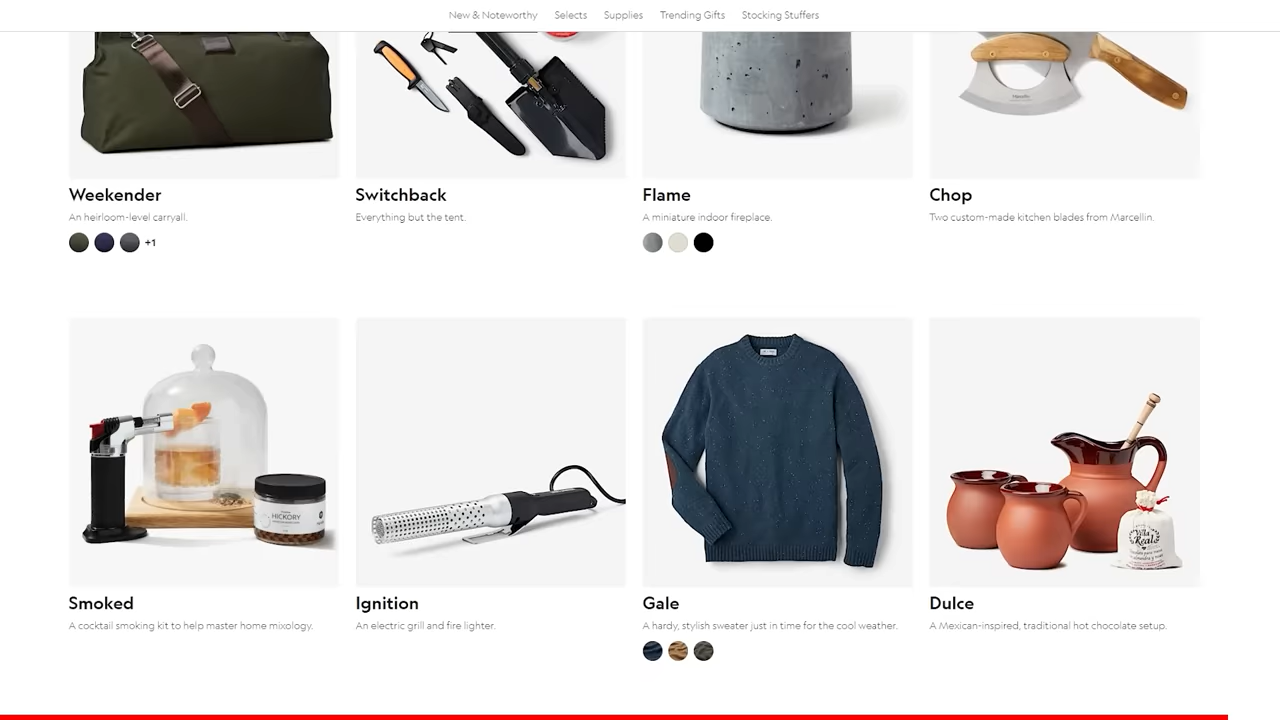 New & Noteworthy Selects Supplies Trending Gifts Stocking Stuffers
Weekender
An heirloom-level carryall.
+1
Switchback
Everything but the tent.
Flame
A miniature indoor fireplace.
Chop
Two custom-made kitchen blades from Marcellin.
HICKORY
Real
Smoked
A cocktail smoking kit to help master home mixology.
Ignition
An electric grill and fire lighter.
Gale
A hardy, stylish sweater just in time for the cool weather.
Dulce
A Mexican-inspired, traditional hot chocolate setup.